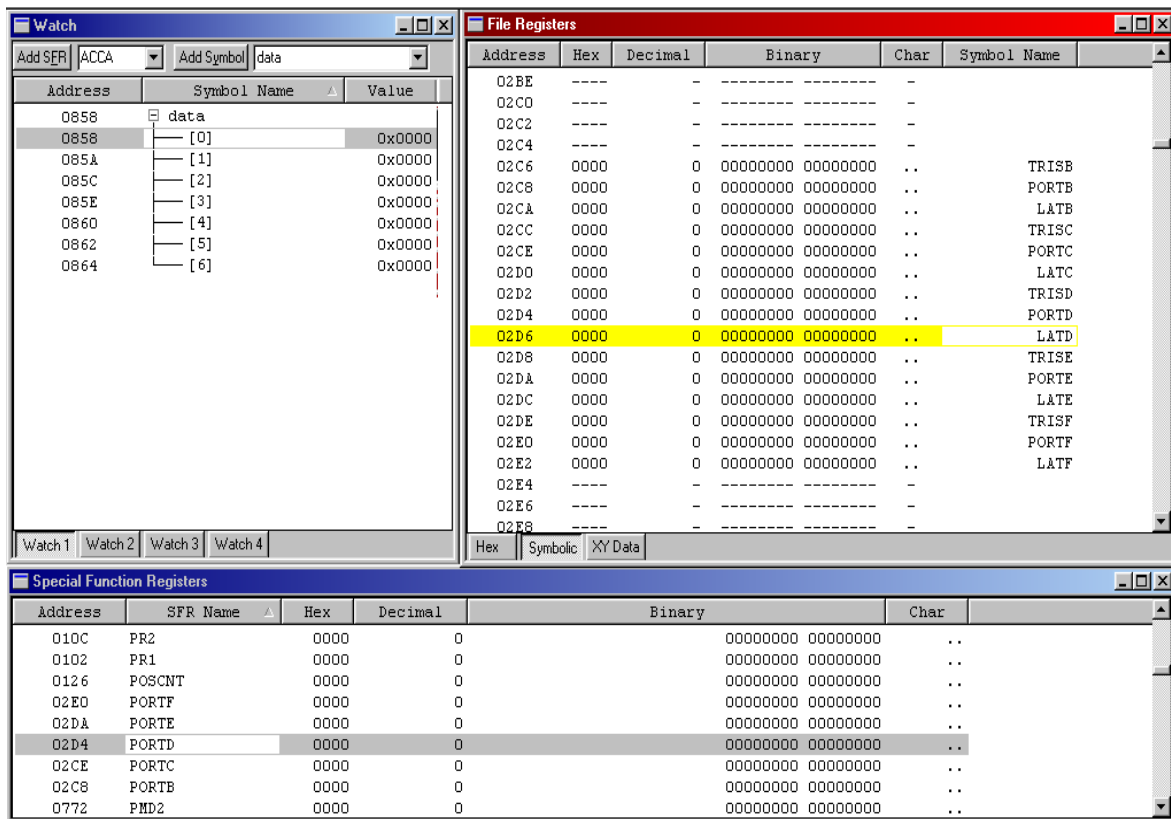 Watch
Add SFR ACCA Add Symbol data
Address Symbol Name Value
0858 data
0858 [0] 0x0000
085A [1] 0x0000
085C [2] 0x0000
085E [3] 0x0000
0860 [4] 0x0000
0862 [5] 0x0000
0864 [6] 0x0000
Watch 1 Watch 2 Watch 3 Watch 4
File Registers
Address Hex Decimal Binary Char Symbol Name
02BE ---- - -------- -------- -
02C0 ---- - -------- -------- -
02C2 ---- - -------- -------- -
02C4 ---- - -------- -------- -
02C6 0000 0 00000000 00000000 .. TRISB
02C8 0000 0 00000000 00000000 .. PORTB
02CA 0000 0 00000000 00000000 .. LATB
02CC 0000 0 00000000 00000000 .. TRISC
02CE 0000 0 00000000 00000000 .. PORTC
02D0 0000 0 00000000 00000000 .. LATC
02D2 0000 0 00000000 00000000 .. TRISD
02D4 0000 0 00000000 00000000 .. PORTD
02D6 0000 0 00000000 00000000 .. LATD
02D8 0000 0 00000000 00000000 .. TRISE
02DA 0000 0 00000000 00000000 .. PORTE
02DC 0000 0 00000000 00000000 .. LATE
02DE 0000 0 00000000 00000000 .. TRISF
02E0 0000 0 00000000 00000000 .. PORTF
02E2 0000 0 00000000 00000000 .. LATF
02E4 ---- - -------- -------- -
02E6 ---- - -------- -------- -
02E8 ---- - -------- -------- -
Hex Symbolic XY Data
Special Function Registers
Address SFR Name Hex Decimal Binary Char
010C PR2 0000 0 00000000 00000000 ..
0102 PR1 0000 0 00000000 00000000 ..
0126 POSCNT 0000 0 00000000 00000000 ..
02E0 PORTF 0000 0 00000000 00000000 ..
02DA PORTE 0000 0 00000000 00000000 ..
02D4 PORTD 0000 0 00000000 00000000 ..
02CE PORTC 0000 0 00000000 00000000 ..
02C8 PORTB 0000 0 00000000 00000000 ..
0772 PMD2 0000 0 00000000 00000000 ..